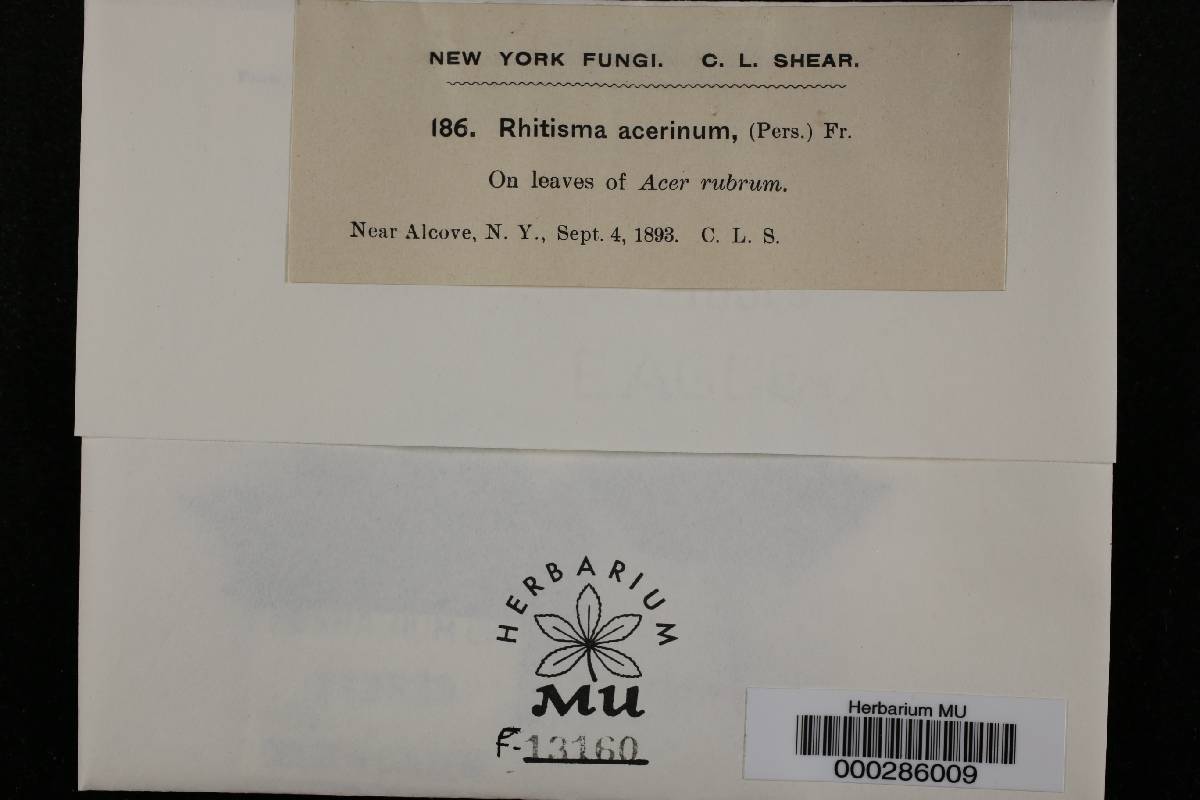 NEW YORK FUNGI. C. L. SHEAR.
186. Rhitisma acerinum, (Pers.) Fr.
On leaves of Acer rubrum.
Near Alcove, N. Y., Sept. 4, 1893. C. L. S.
HERBARIUM
MU
F-13160
Herbarium MU
000286009